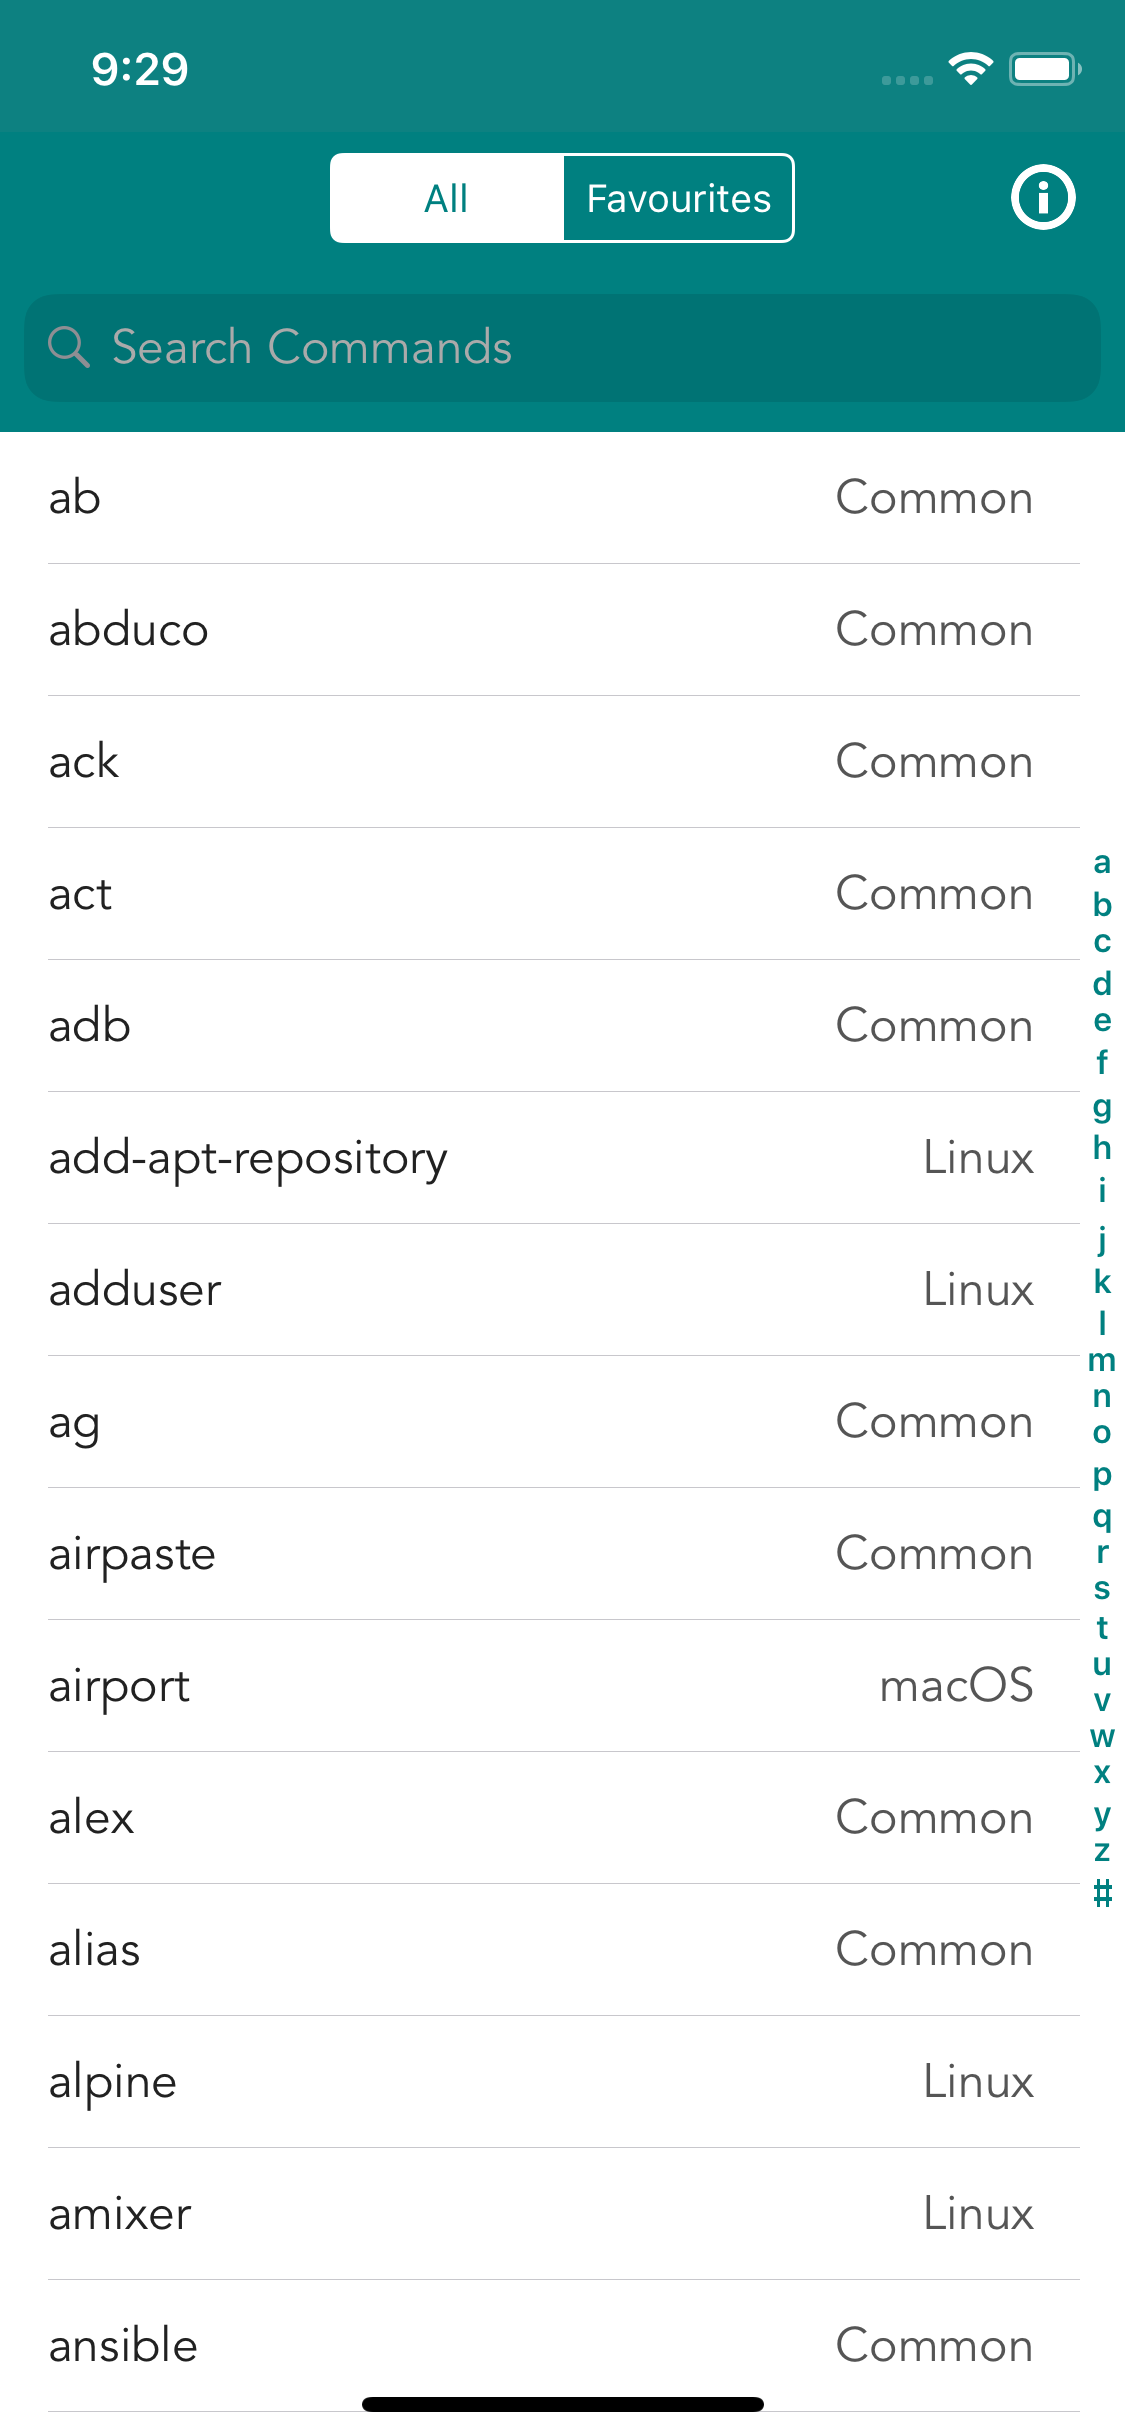 9:29
All Favourites
Search Commands
ab Common
abduco Common
ack Common
act Common
adb Common
add-apt-repository Linux
adduser Linux
ag Common
airpaste Common
airport macOS
alex Common
alias Common
alpine Linux
amixer Linux
ansible Common
a
b
c
d
e
f
g
h
i
j
k
l
m
n
o
p
q
r
s
t
u
v
w
x
y
z
#